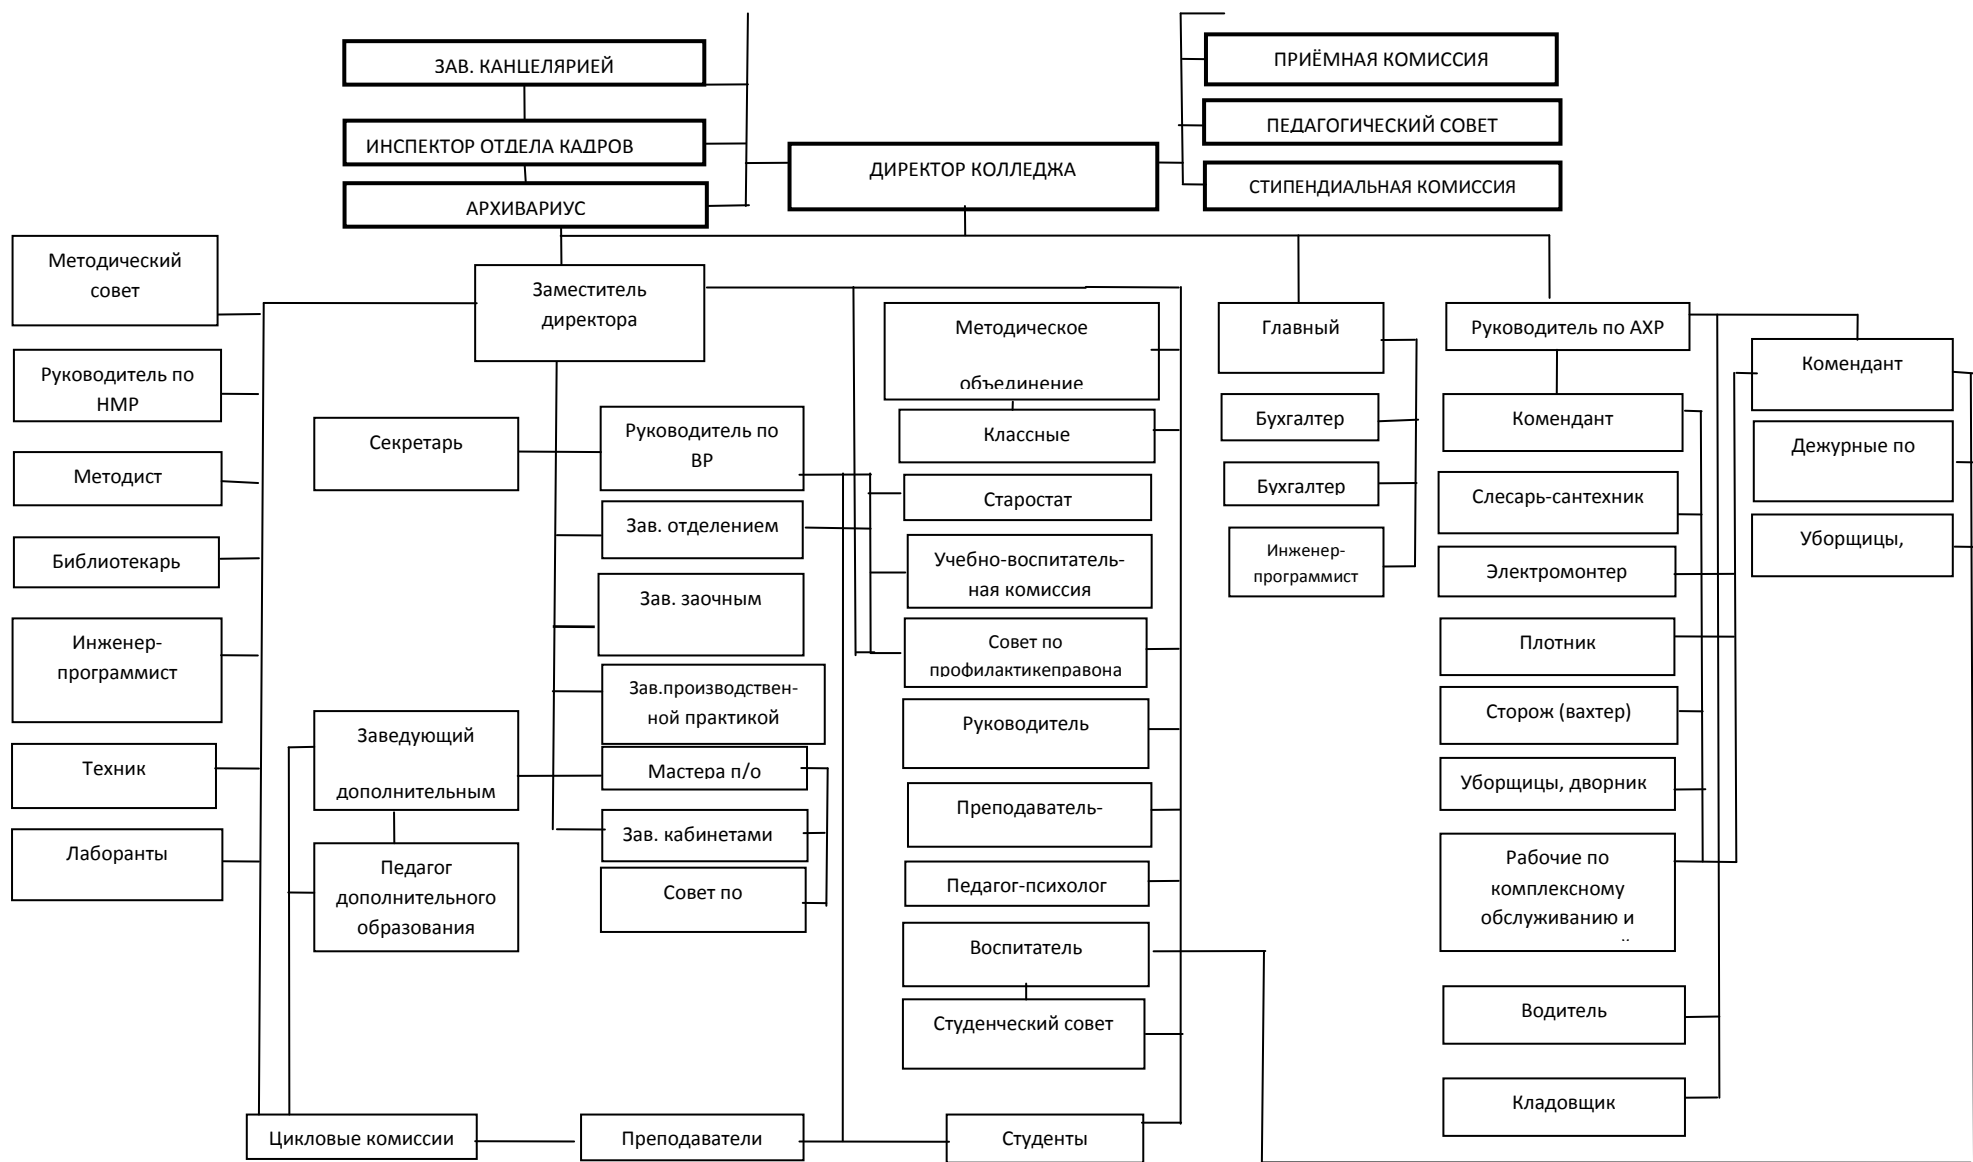 ЗАВ. КАНЦЕЛЯРИЕЙ
ИНСПЕКТОР ОТДЕЛА КАДРОВ
АРХИВАРИУС
ДИРЕКТОР КОЛЛЕДЖА
ПРИЁМНАЯ КОМИССИЯ
ПЕДАГОГИЧЕСКИЙ СОВЕТ
СТИПЕНДИАЛЬНАЯ КОМИССИЯ
Методический
совет
Руководитель по
НМР
Методист
Библиотекарь
Инженер-
программист
Техник
Лаборанты
Заместитель
директора
Секретарь
Руководитель по
ВР
Зав. отделением
Зав. заочным
Зав.производствен-
ной практикой
Заведующий
дополнительным
Мастера п/о
Зав. кабинетами
Совет по
Педагог
дополнительного
образования
Методическое
объединение
Классные
Старостат
Учебно-воспитатель-
ная комиссия
Совет по
профилактикеправона
Руководитель
Преподаватель-
Педагог-психолог
Воспитатель
Студенческий совет
Цикловые комиссии
Преподаватели
Студенты
Главный
Бухгалтер
Бухгалтер
Инженер-
программист
Руководитель по АХР
Комендант
Слесарь-сантехник
Электромонтер
Плотник
Сторож (вахтер)
Уборщицы, дворник
Рабочие по
комплексному
обслуживанию и
Водитель
Кладовщик
Комендант
Дежурные по
Уборщицы,